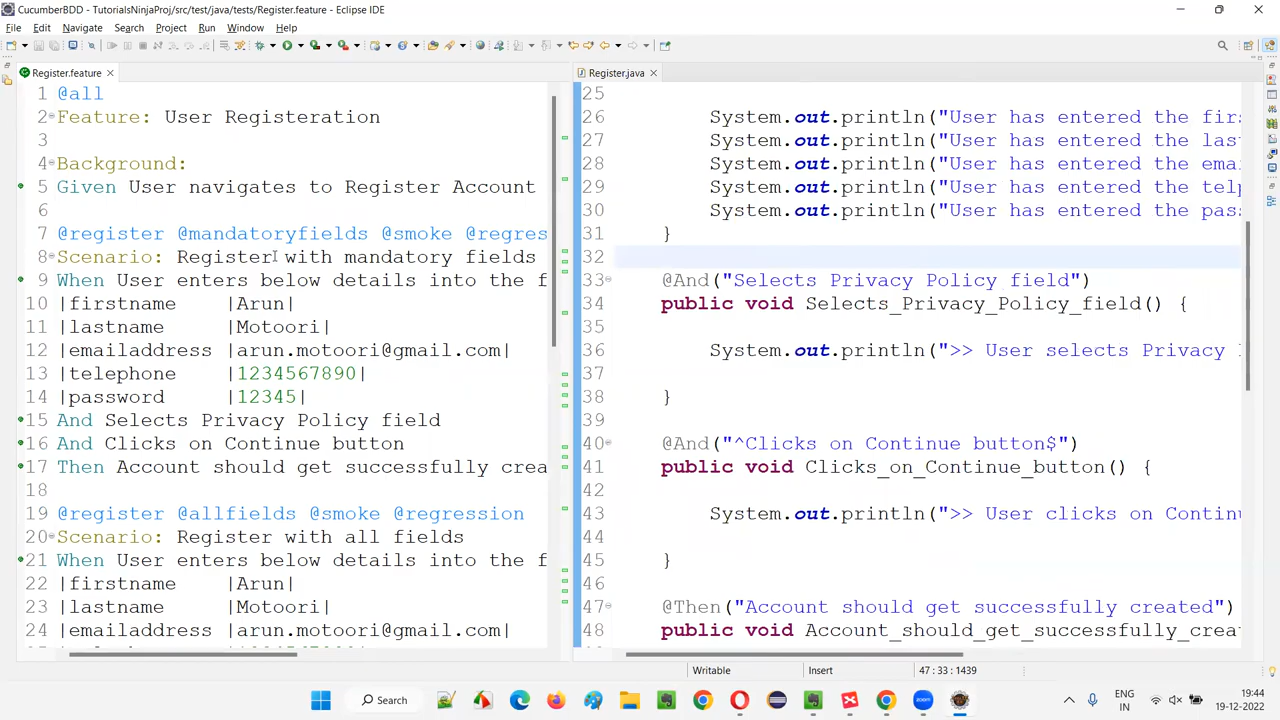 CucumberBDD - TutorialsNinjaProj/src/test/java/tests/Register.feature - Eclipse IDE
File Edit Navigate Search Project Run Window Help
Register.feature
1 @all
2 Feature: User Registeration
3
4 Background:
5 Given User navigates to Register Account
6
7 @register @mandatoryfields @smoke @regres
8 Scenario: Register with mandatory fields
9 When User enters below details into the f
10 |firstname |Arun|
11 |lastname |Motoori|
12 |emailaddress |arun.motoori@gmail.com|
13 |telephone |1234567890|
14 |password |12345|
15 And Selects Privacy Policy field
16 And Clicks on Continue button
17 Then Account should get successfully crea
18
19 @register @allfields @smoke @regression
20 Scenario: Register with all fields
21 When User enters below details into the f
22 |firstname |Arun|
23 |lastname |Motoori|
24 |emailaddress |arun.motoori@gmail.com|
Register.java
25
26 System.out.println("User has entered the firs
27 System.out.println("User has entered the last
28 System.out.println("User has entered the emai
29 System.out.println("User has entered the telp
30 System.out.println("User has entered the pass
31 }
32
33 @And("Selects Privacy Policy field")
34 public void Selects_Privacy_Policy_field() {
35
36 System.out.println(">> User selects Privacy
37
38 }
39
40 @And("^Clicks on Continue button$")
41 public void Clicks_on_Continue_button() {
42
43 System.out.println(">> User clicks on Continu
44
45 }
46
47 @Then("Account should get successfully created")
48 public void Account_should_get_successfully_creat
Writable Insert 47 : 33 : 1439
Search
ENG
IN
19:44
19-12-2022